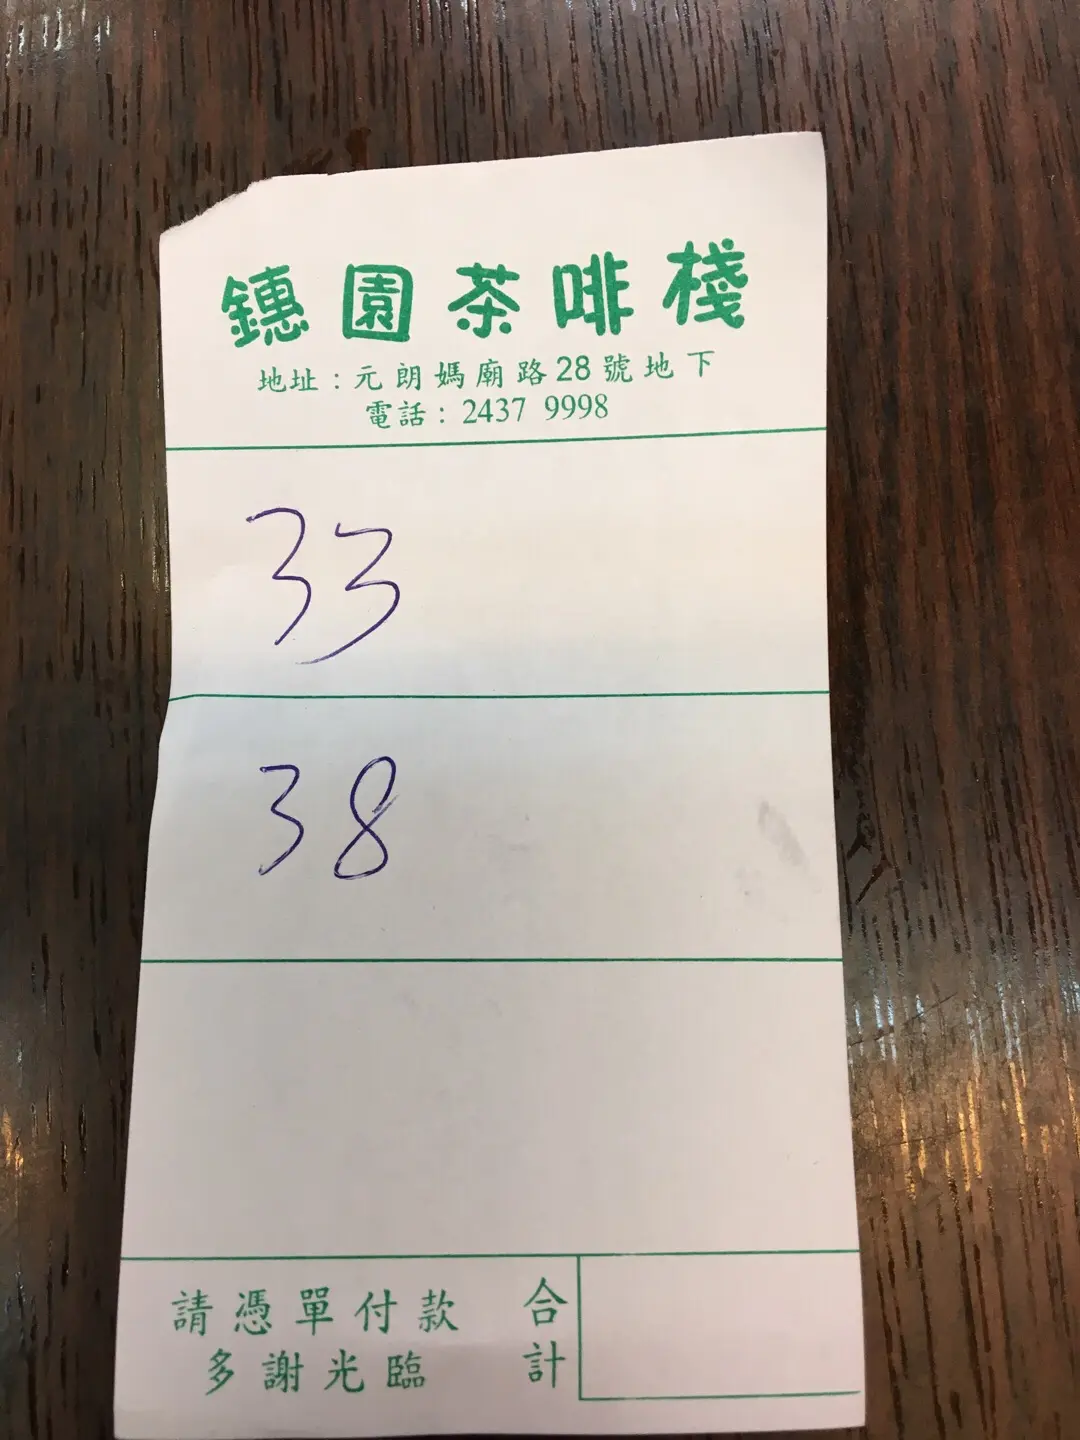 鏸園茶啡棧
地址：元朗媽廟路28號地下
電話：2437 9998
33
38
請憑單付款
多謝光臨
合計